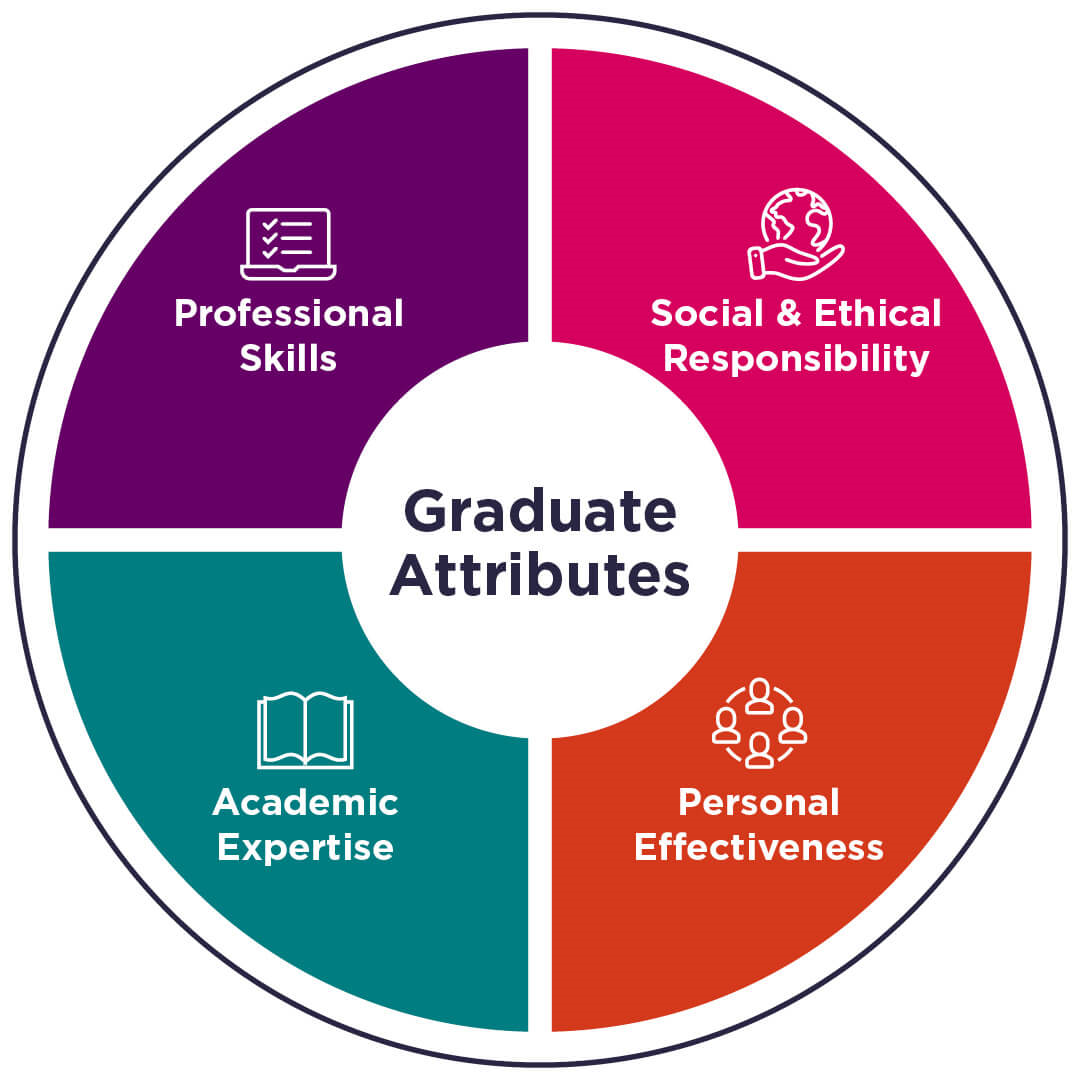 Professional
Skills
Social & Ethical
Responsibility
Graduate
Attributes
Academic
Expertise
Personal
Effectiveness